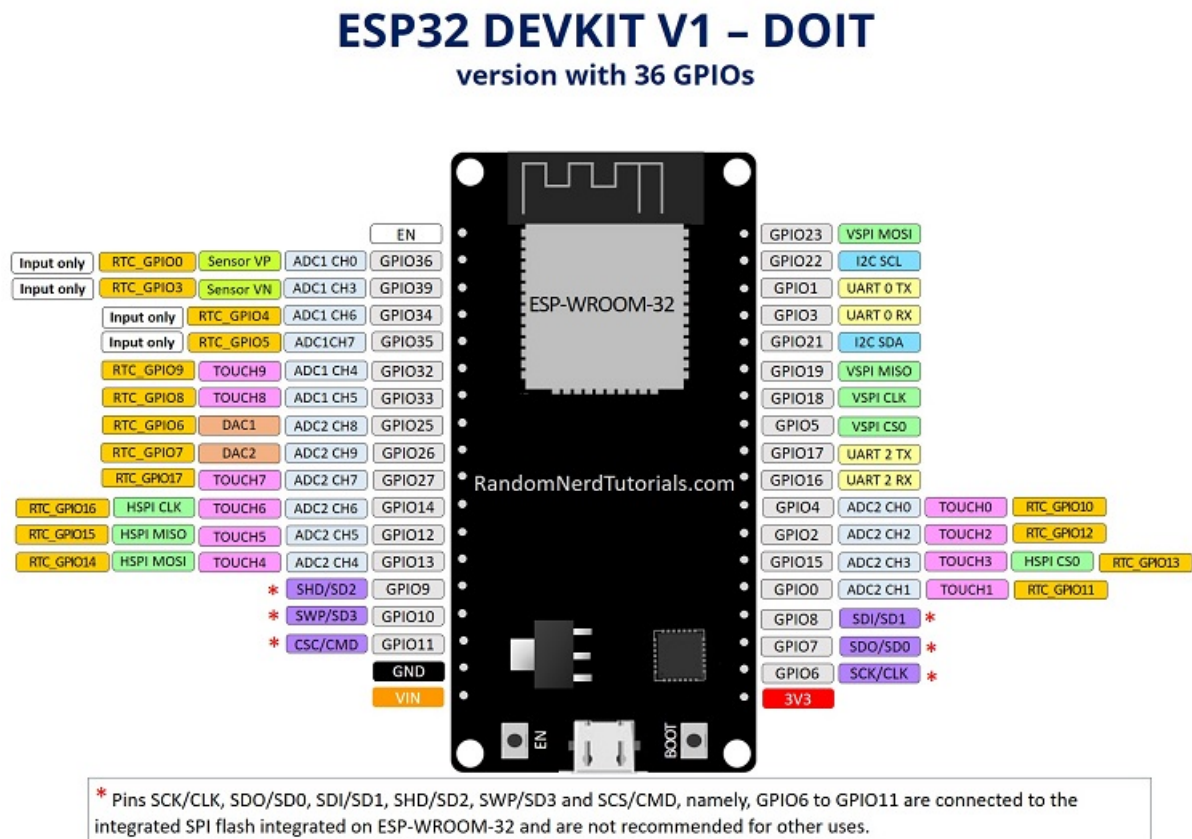 ESP32 DEVKIT V1 – DOIT
version with 36 GPIOs
EN
Input only RTC_GPIO0 Sensor VP ADC1 CH0 GPIO36
Input only RTC_GPIO3 Sensor VN ADC1 CH3 GPIO39
Input only RTC_GPIO4 ADC1 CH6 GPIO34
Input only RTC_GPIO5 ADC1CH7 GPIO35
RTC_GPIO9 TOUCH9 ADC1 CH4 GPIO32
RTC_GPIO8 TOUCH8 ADC1 CH5 GPIO33
RTC_GPIO6 DAC1 ADC2 CH8 GPIO25
RTC_GPIO7 DAC2 ADC2 CH9 GPIO26
RTC_GPIO17 TOUCH7 ADC2 CH7 GPIO27
RTC_GPIO16 HSPI CLK TOUCH6 ADC2 CH6 GPIO14
RTC_GPIO15 HSPI MISO TOUCH5 ADC2 CH5 GPIO12
RTC_GPIO14 HSPI MOSI TOUCH4 ADC2 CH4 GPIO13
* SHD/SD2 GPIO9
* SWP/SD3 GPIO10
* CSC/CMD GPIO11
GND
VIN
ESP-WROOM-32
RandomNerdTutorials.com
EN
BOOT
GPIO23 VSPI MOSI
GPIO22 I2C SCL
GPIO1 UART 0 TX
GPIO3 UART 0 RX
GPIO21 I2C SDA
GPIO19 VSPI MISO
GPIO18 VSPI CLK
GPIO5 VSPI CS0
GPIO17 UART 2 TX
GPIO16 UART 2 RX
GPIO4 ADC2 CH0 TOUCH0 RTC_GPIO10
GPIO2 ADC2 CH2 TOUCH2 RTC_GPIO12
GPIO15 ADC2 CH3 TOUCH3 HSPI CS0 RTC_GPIO13
GPIO0 ADC2 CH1 TOUCH1 RTC_GPIO11
GPIO8 SDI/SD1 *
GPIO7 SDO/SD0 *
GPIO6 SCK/CLK *
3V3
* Pins SCK/CLK, SDO/SD0, SDI/SD1, SHD/SD2, SWP/SD3 and SCS/CMD, namely, GPIO6 to GPIO11 are connected to the
integrated SPI flash integrated on ESP-WROOM-32 and are not recommended for other uses.